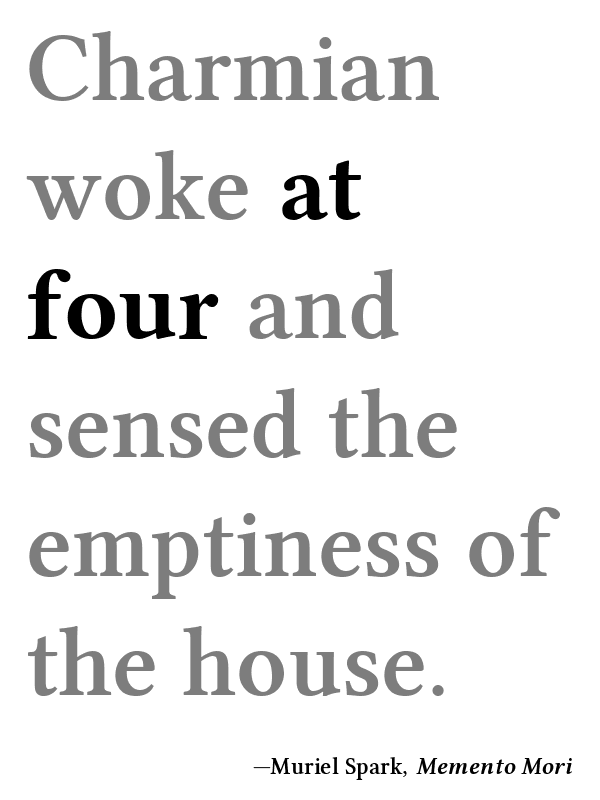 Charmian
woke at
four and
sensed the
emptiness of
the house.
—Muriel Spark, Memento Mori